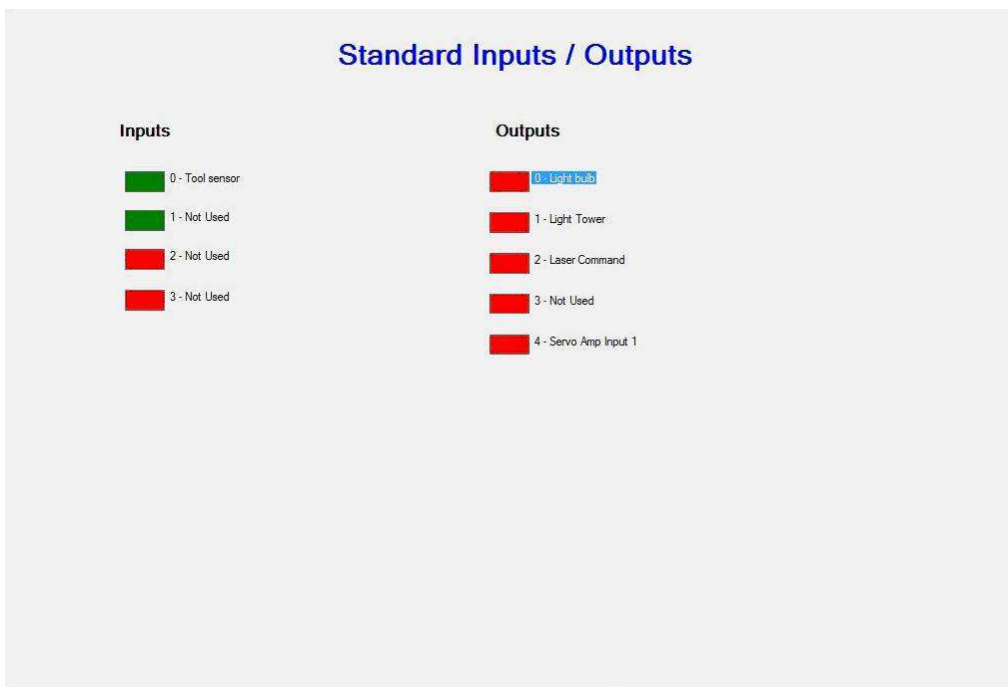 Standard Inputs / Outputs
Inputs
0 - Tool sensor
1 - Not Used
2 - Not Used
3 - Not Used
Outputs
0 - Light bulb
1 - Light Tower
2 - Laser Command
3 - Not Used
4 - Servo Amp Input 1